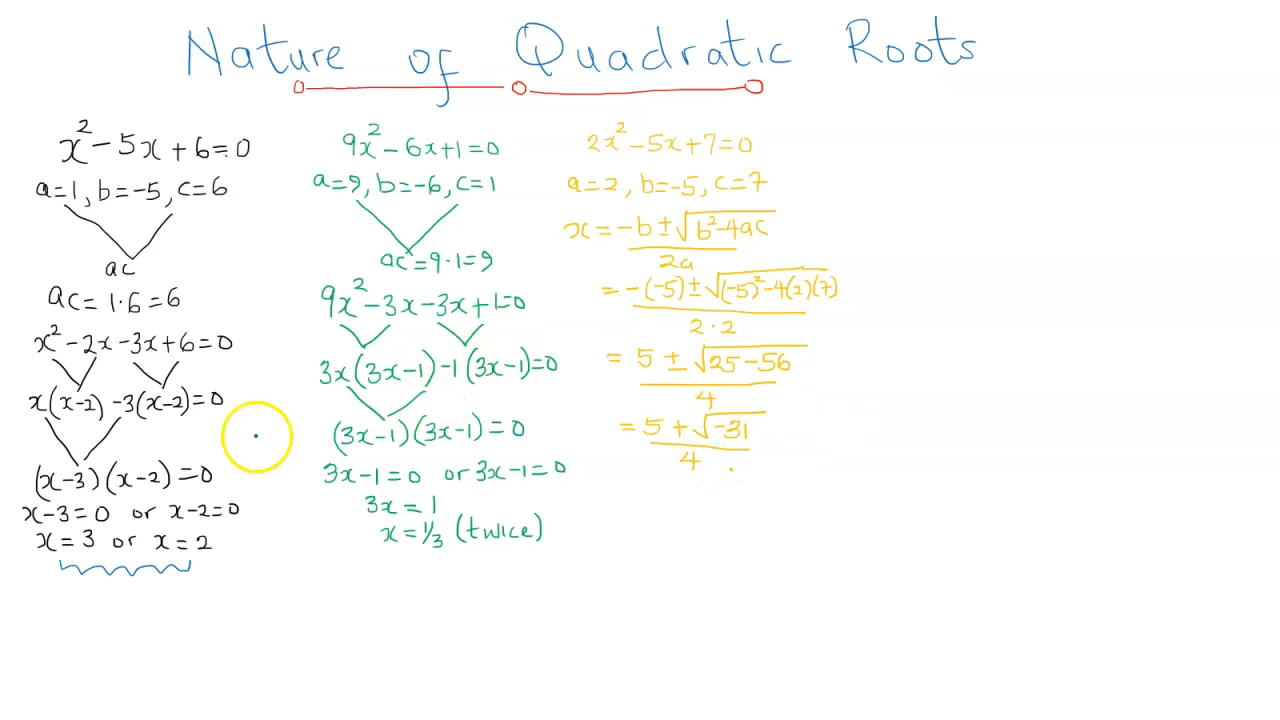 Nature of Quadratic Roots
x² - 5x + 6 = 0
a=1, b=-5, c=6
ac
ac = 1·6 = 6
x² - 2x - 3x + 6 = 0
x(x-2) -3(x-2) = 0
(x-3)(x-2) = 0
x-3=0 or x-2=0
x=3 or x=2
9x² - 6x + 1 = 0
a=9, b=-6, c=1
ac = 9·1 = 9
9x² - 3x - 3x + 1 = 0
3x(3x-1) -1(3x-1) = 0
(3x-1)(3x-1) = 0
3x-1=0 or 3x-1=0
3x = 1
x = 1/3 (twice)
2x² - 5x + 7 = 0
a=2, b=-5, c=7
x = -b ± √b²-4ac
2a
= -(-5) ± √(-5)²-4(2)(7)
2·2
= 5 ± √25-56
4
= 5 + √-31
4 .